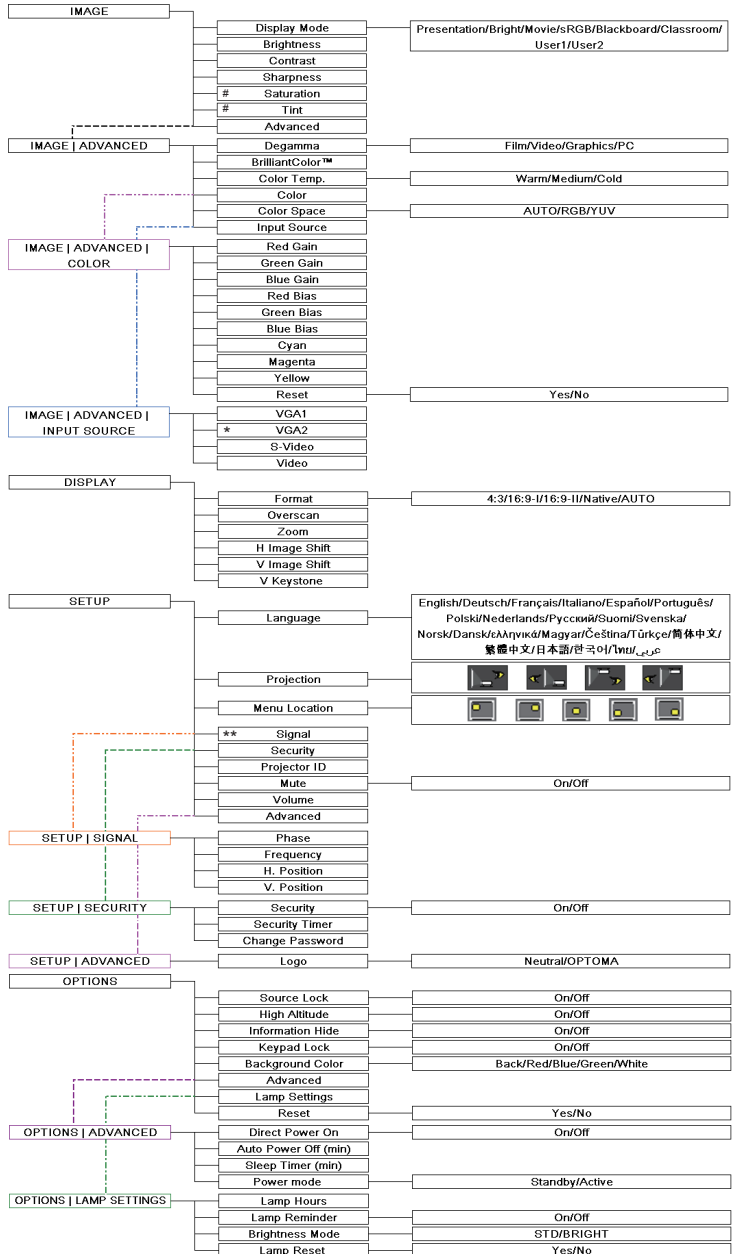 IMAGE
Display Mode
Presentation/Bright/Movie/sRGB/Blackboard/Classroom/
User1/User2
Brightness
Contrast
Sharpness
# Saturation
# Tint
Advanced
IMAGE | ADVANCED
Degamma
Film/Video/Graphics/PC
BrilliantColor™
Color Temp.
Warm/Medium/Cold
Color
Color Space
AUTO/RGB/YUV
Input Source
IMAGE | ADVANCED |
COLOR
Red Gain
Green Gain
Blue Gain
Red Bias
Green Bias
Blue Bias
Cyan
Magenta
Yellow
Reset
Yes/No
IMAGE | ADVANCED |
INPUT SOURCE
VGA1
* VGA2
S-Video
Video
DISPLAY
Format
4:3/16:9-I/16:9-II/Native/AUTO
Overscan
Zoom
H Image Shift
V Image Shift
V Keystone
SETUP
Language
English/Deutsch/Français/Italiano/Español/Português/
Polski/Nederlands/Русский/Suomi/Svenska/
Norsk/Dansk/ελληνικά/Magyar/Čeština/Türkçe/简体中文/
繁體中文/日本語/한국어/ไทย/عربي
Projection
Menu Location
** Signal
Security
Projector ID
Mute
On/Off
Volume
Advanced
SETUP | SIGNAL
Phase
Frequency
H. Position
V. Position
SETUP | SECURITY
Security
On/Off
Security Timer
Change Password
SETUP | ADVANCED
Logo
Neutral/OPTOMA
OPTIONS
Source Lock
On/Off
High Altitude
On/Off
Information Hide
On/Off
Keypad Lock
On/Off
Background Color
Back/Red/Blue/Green/White
Advanced
Lamp Settings
Reset
Yes/No
OPTIONS | ADVANCED
Direct Power On
On/Off
Auto Power Off (min)
Sleep Timer (min)
Power mode
Standby/Active
OPTIONS | LAMP SETTINGS
Lamp Hours
Lamp Reminder
On/Off
Brightness Mode
STD/BRIGHT
Lamp Reset
Yes/No